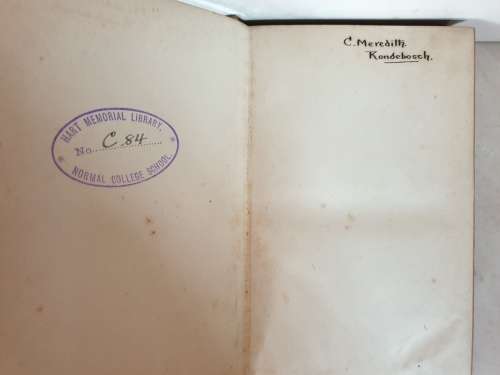 HART MEMORIAL LIBRARY,
No. C.84
NORMAL COLLEGE SCHOOL.
C. Meredith.
Rondebosch.